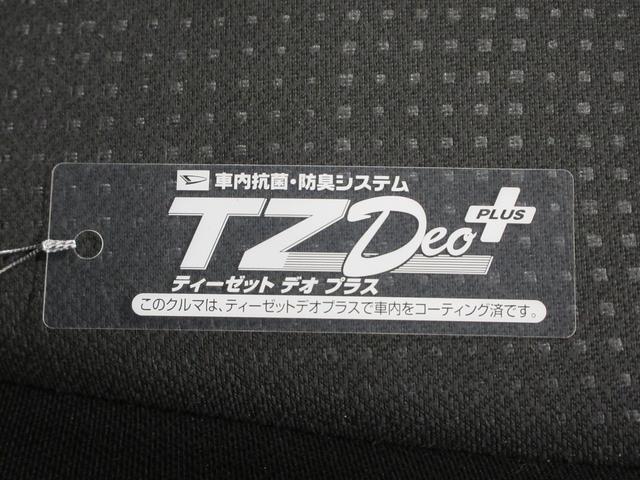 車内抗菌・防臭システム
TZ Deo PLUS
ティーゼット デオ プラス
このクルマは、ティーゼットデオプラスで車内をコーティング済です。